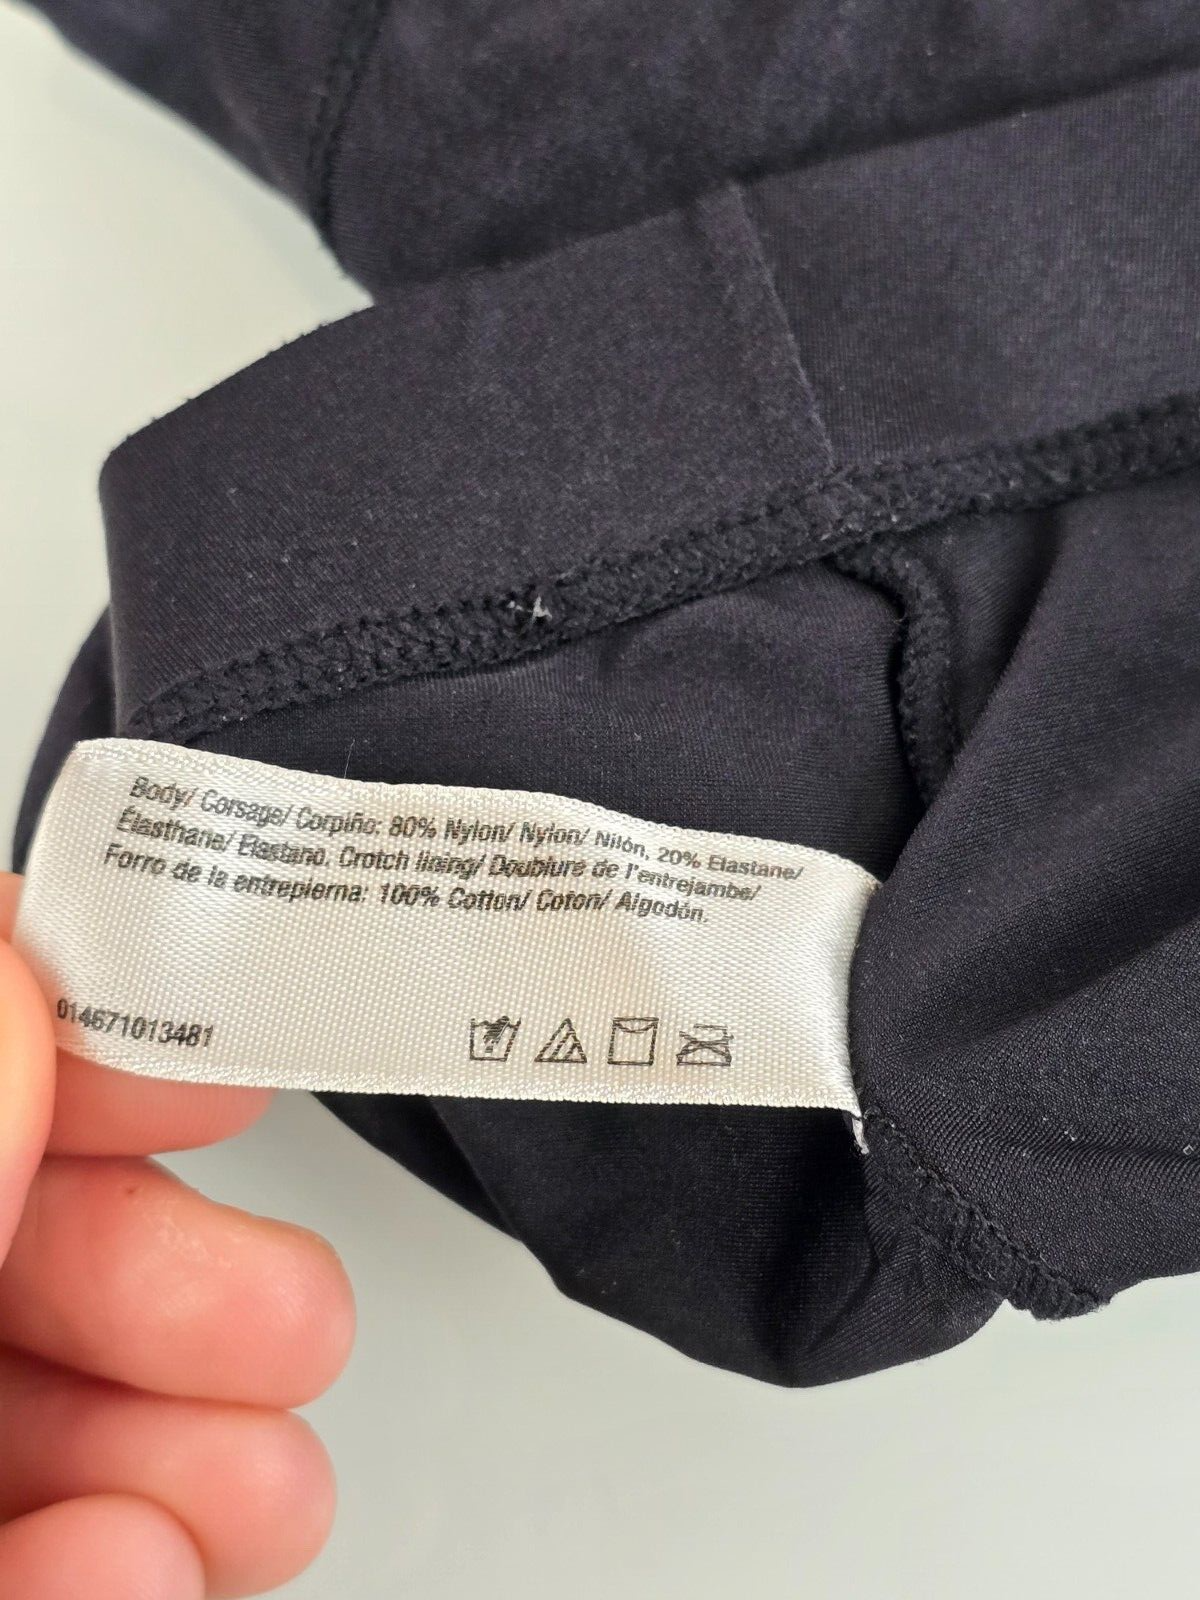 Body/ Corsage/ Corpiño: 80% Nylon/ Nylon/ Nilón, 20% Elastane/
Élasthane/ Elastano. Crotch lining/ Doublure de l'entrejambe/
Forro de la entrepierna: 100% Cotton/ Coton/ Algodón.
014671013481